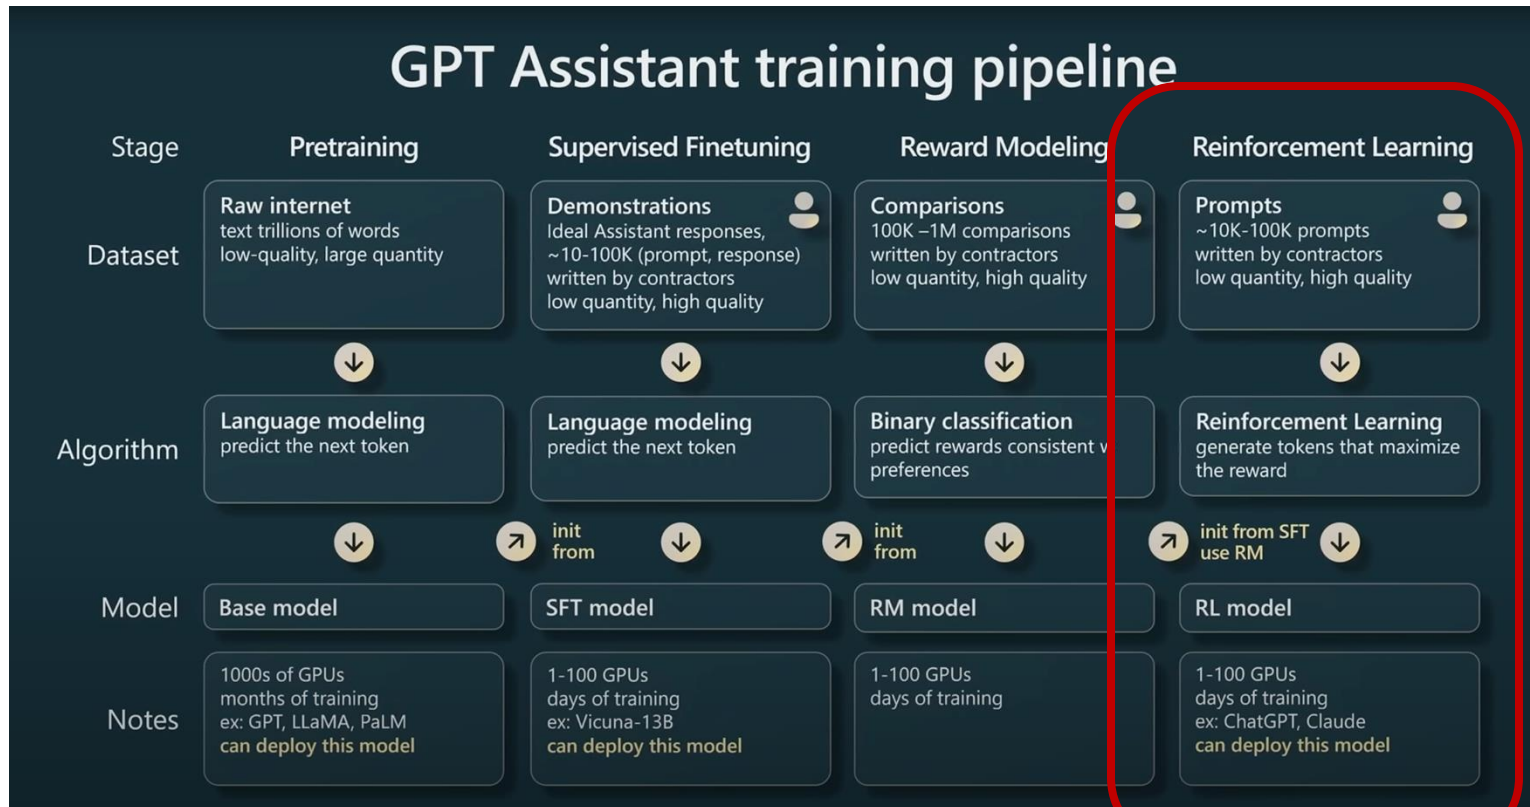 GPT Assistant training pipeline
Stage
Pretraining
Supervised Finetuning
Reward Modeling
Reinforcement Learning
Dataset
Raw internet
text trillions of words
low-quality, large quantity
Demonstrations
Ideal Assistant responses,
~10-100K (prompt, response)
written by contractors
low quantity, high quality
Comparisons
100K –1M comparisons
written by contractors
low quantity, high quality
Prompts
~10K-100K prompts
written by contractors
low quantity, high quality
Algorithm
Language modeling
predict the next token
Language modeling
predict the next token
Binary classification
predict rewards consistent
preferences
Reinforcement Learning
generate tokens that maximize
the reward
init
from
init
from
init from SFT
use RM
Model
Base model
SFT model
RM model
RL model
Notes
1000s of GPUs
months of training
ex: GPT, LLaMA, PaLM
can deploy this model
1-100 GPUs
days of training
ex: Vicuna-13B
can deploy this model
1-100 GPUs
days of training
1-100 GPUs
days of training
ex: ChatGPT, Claude
can deploy this model